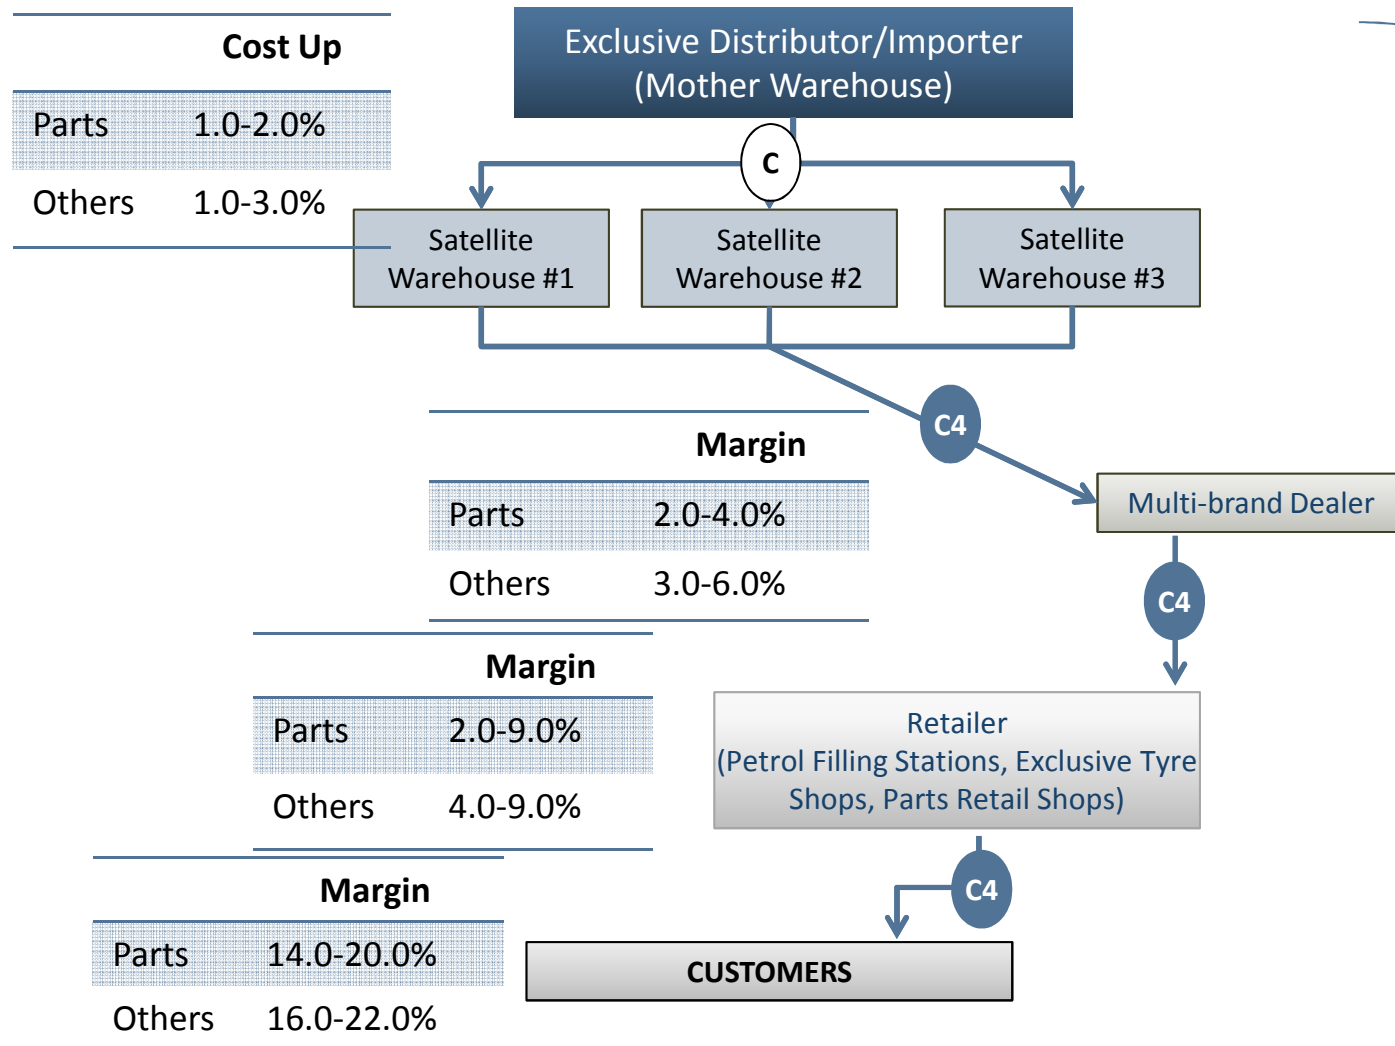 Cost Up
Parts 1.0-2.0%
Others 1.0-3.0%
Exclusive Distributor/Importer
(Mother Warehouse)
C
Satellite
Warehouse #1
Satellite
Warehouse #2
Satellite
Warehouse #3
C4
Margin
Parts 2.0-4.0%
Others 3.0-6.0%
Multi-brand Dealer
C4
Margin
Parts 2.0-9.0%
Others 4.0-9.0%
Retailer
(Petrol Filling Stations, Exclusive Tyre
Shops, Parts Retail Shops)
C4
Margin
Parts 14.0-20.0%
Others 16.0-22.0%
CUSTOMERS